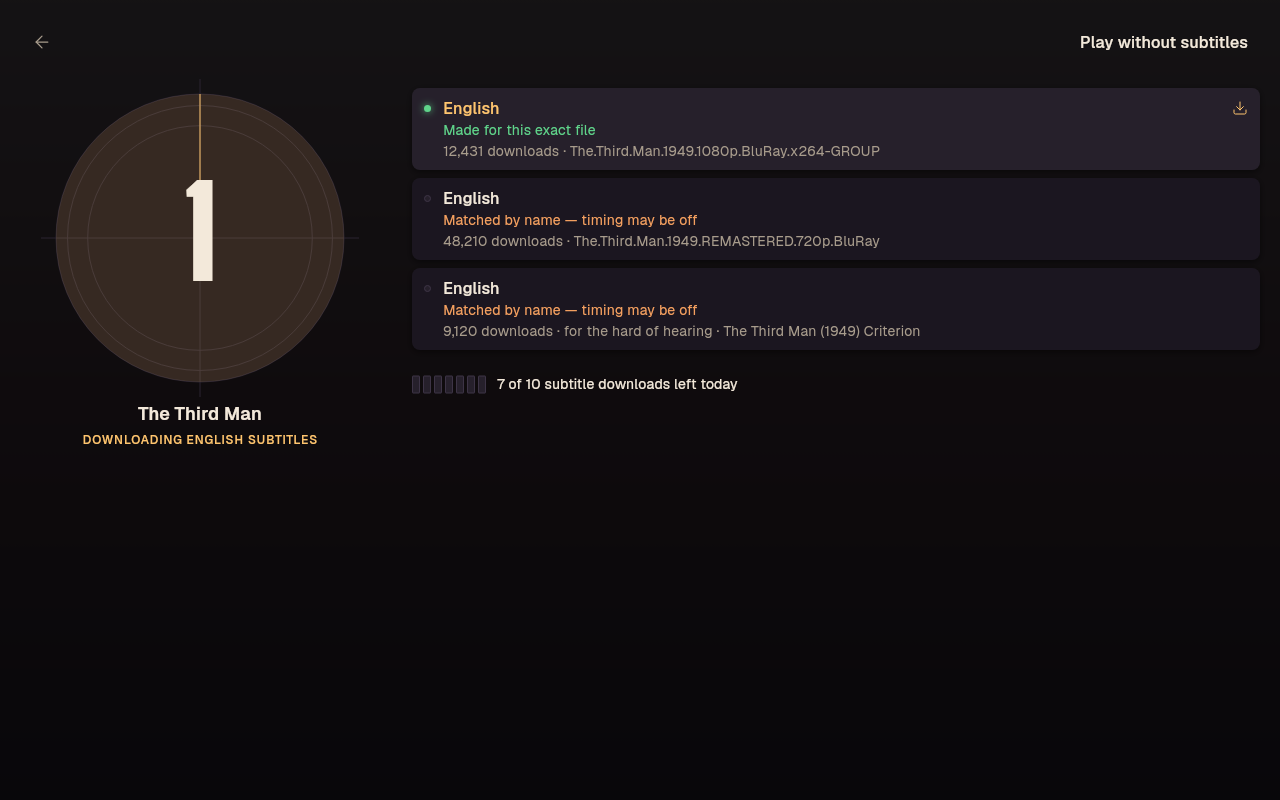 Play without subtitles
1
The Third Man
DOWNLOADING ENGLISH SUBTITLES
English
Made for this exact file
12,431 downloads · The.Third.Man.1949.1080p.BluRay.x264-GROUP
English
Matched by name — timing may be off
48,210 downloads · The.Third.Man.1949.REMASTERED.720p.BluRay
English
Matched by name — timing may be off
9,120 downloads · for the hard of hearing · The Third Man (1949) Criterion
7 of 10 subtitle downloads left today